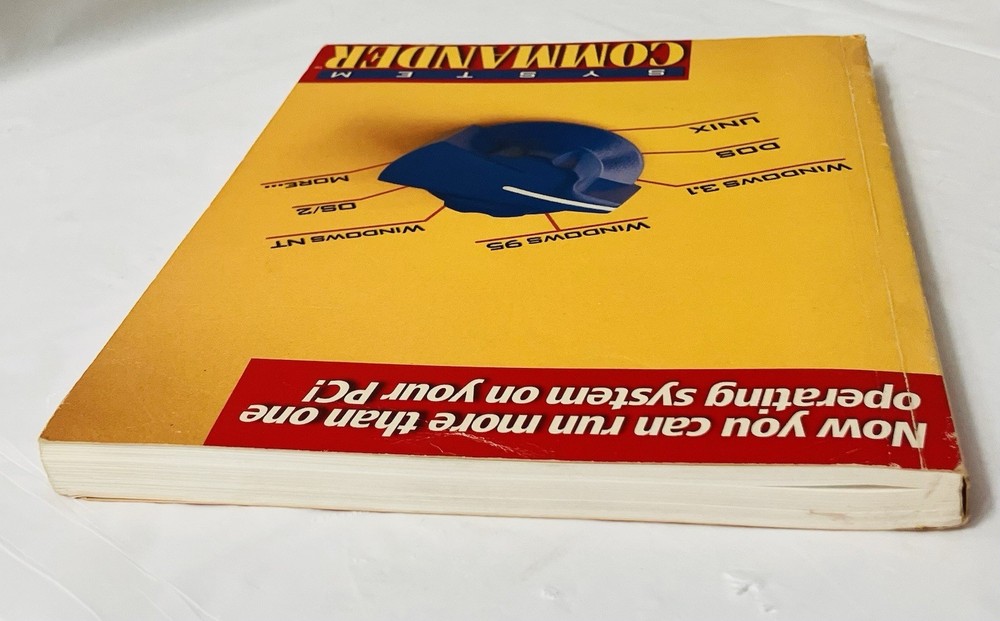 Now you can run more than one
operating system on your PC!
WINDOWS 95
WINDOWS 3.1
WINDOWS NT
DOS
OS/2
UNIX
MORE...
SYSTEM
COMMANDER